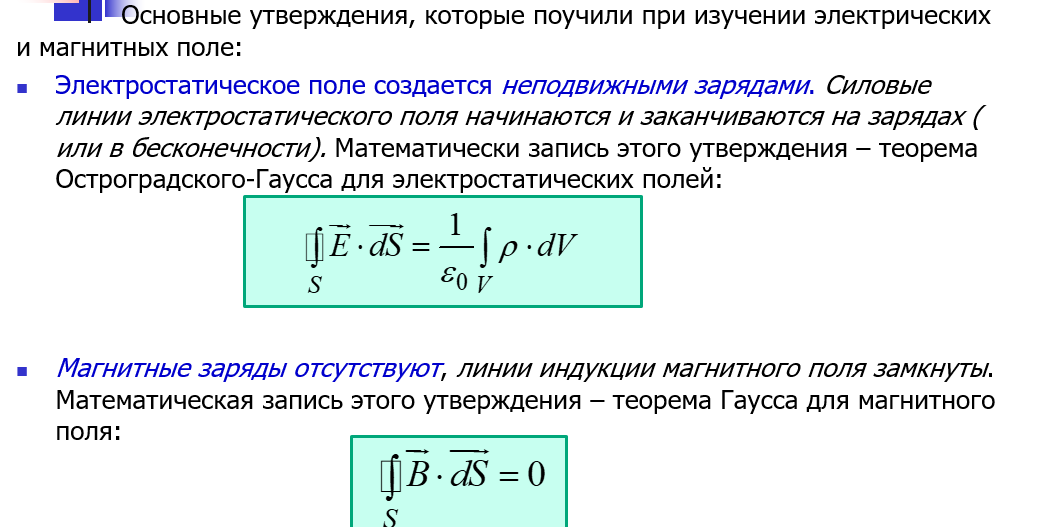 Основные утверждения, которые поучили при изучении электрических
и магнитных поле:
Электростатическое поле создается неподвижными зарядами. Силовые
линии электростатического поля начинаются и заканчиваются на зарядах (
или в бесконечности). Математически запись этого утверждения – теорема
Остроградского-Гаусса для электростатических полей:
∮_S E⃗ · dS⃗ = 1/ε₀ ∫_V ρ · dV
Магнитные заряды отсутствуют, линии индукции магнитного поля замкнуты.
Математическая запись этого утверждения – теорема Гаусса для магнитного
поля:
∮_S B⃗ · dS⃗ = 0